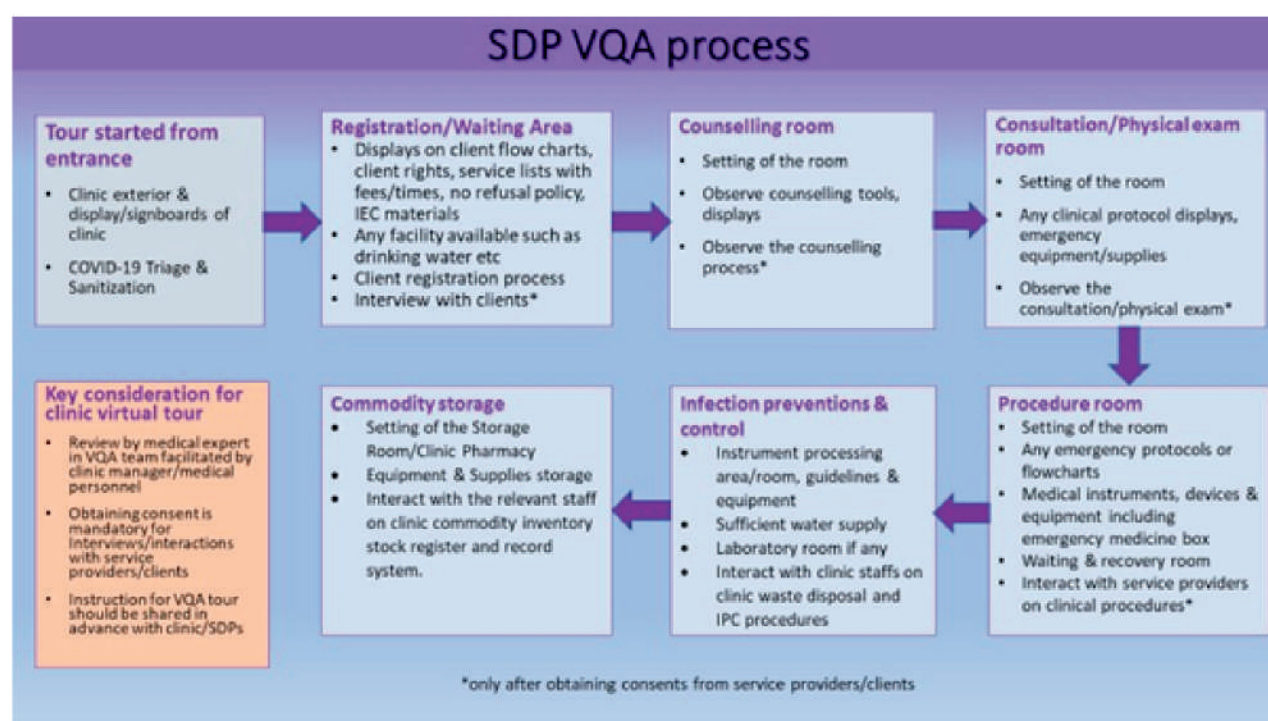 SDP VQA process
Tour started from
entrance
• Clinic exterior &
display/signboards of
clinic
• COVID-19 Triage &
Sanitization
Registration/Waiting Area
• Displays on client flow charts,
client rights, service lists with
fees/times, no refusal policy,
IEC materials
• Any facility available such as
drinking water etc
• Client registration process
• Interview with clients*
Counselling room
• Setting of the room
• Observe counselling tools,
displays
• Observe the counselling
process*
Consultation/Physical exam
room
• Setting of the room
• Any clinical protocol displays,
emergency
equipment/supplies
• Observe the
consultation/physical exam*
Procedure room
• Setting of the room
• Any emergency protocols or
flowcharts
• Medical instruments, devices &
equipment including
emergency medicine box
• Waiting & recovery room
• Interact with service providers
on clinical procedures*
Infection preventions &
control
• Instrument processing
area/room, guidelines &
equipment
• Sufficient water supply
• Laboratory room if any
• Interact with clinic staffs on
clinic waste disposal and
IPC procedures
Commodity storage
• Setting of the Storage
Room/Clinic Pharmacy
• Equipment & Supplies storage
• Interact with the relevant staff
on clinic commodity inventory
stock register and record
system.
Key consideration for
clinic virtual tour
• Review by medical expert
in VQA team facilitated by
clinic manager/medical
personnel
• Obtaining consent is
mandatory for
Interviews/interactions
with service
providers/clients
• Instruction for VQA tour
should be shared in
advance with clinic/SDPs
*only after obtaining consents from service providers/clients